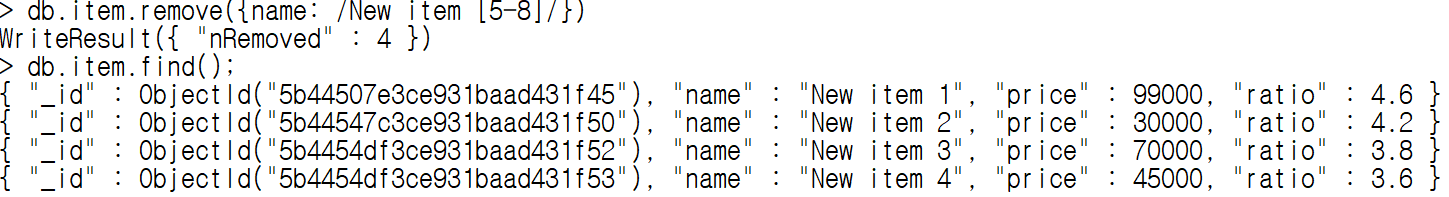 > db.item.remove({name: /New item [5-8]/})
WriteResult({ "nRemoved" : 4 })
> db.item.find();
{ "_id" : ObjectId("5b44507e3ce931baad431f45"), "name" : "New item 1", "price" : 99000, "ratio" : 4.6 }
{ "_id" : ObjectId("5b44547c3ce931baad431f50"), "name" : "New item 2", "price" : 30000, "ratio" : 4.2 }
{ "_id" : ObjectId("5b4454df3ce931baad431f52"), "name" : "New item 3", "price" : 70000, "ratio" : 3.8 }
{ "_id" : ObjectId("5b4454df3ce931baad431f53"), "name" : "New item 4", "price" : 45000, "ratio" : 3.6 }